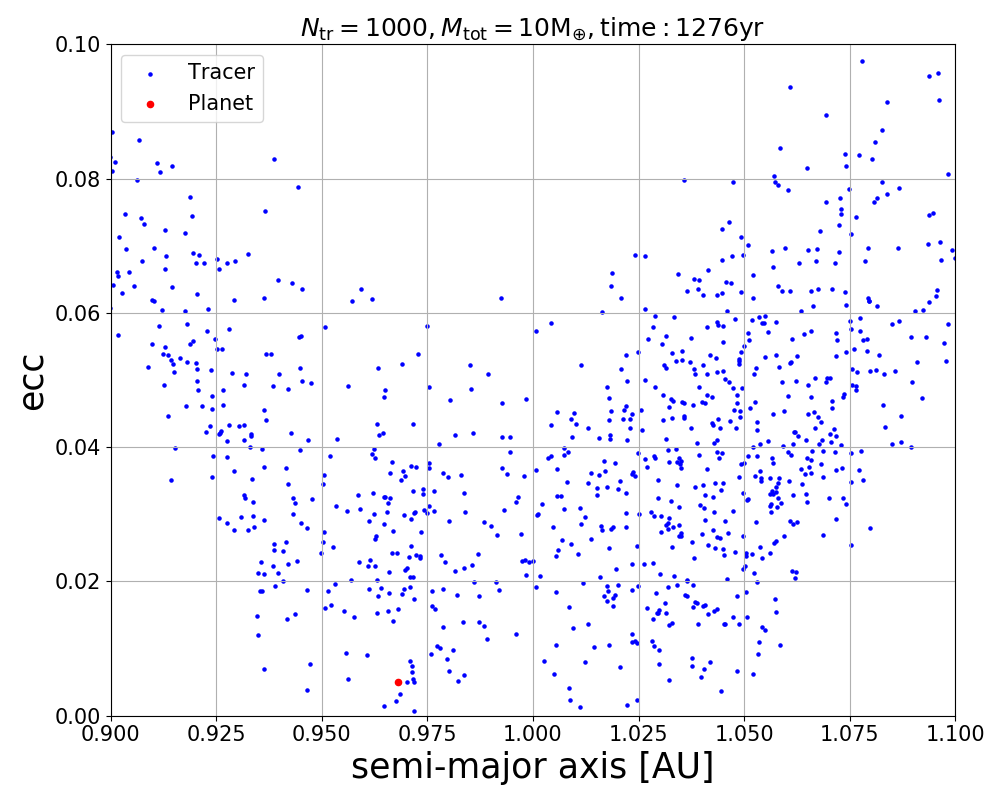 N_tr = 1000, M_tot = 10M_⊕, time : 1276yr
0.10
Tracer
Planet
0.08
0.06
0.04
0.02
0.00
ecc
0.900 0.925 0.950 0.975 1.000 1.025 1.050 1.075 1.100
semi-major axis [AU]